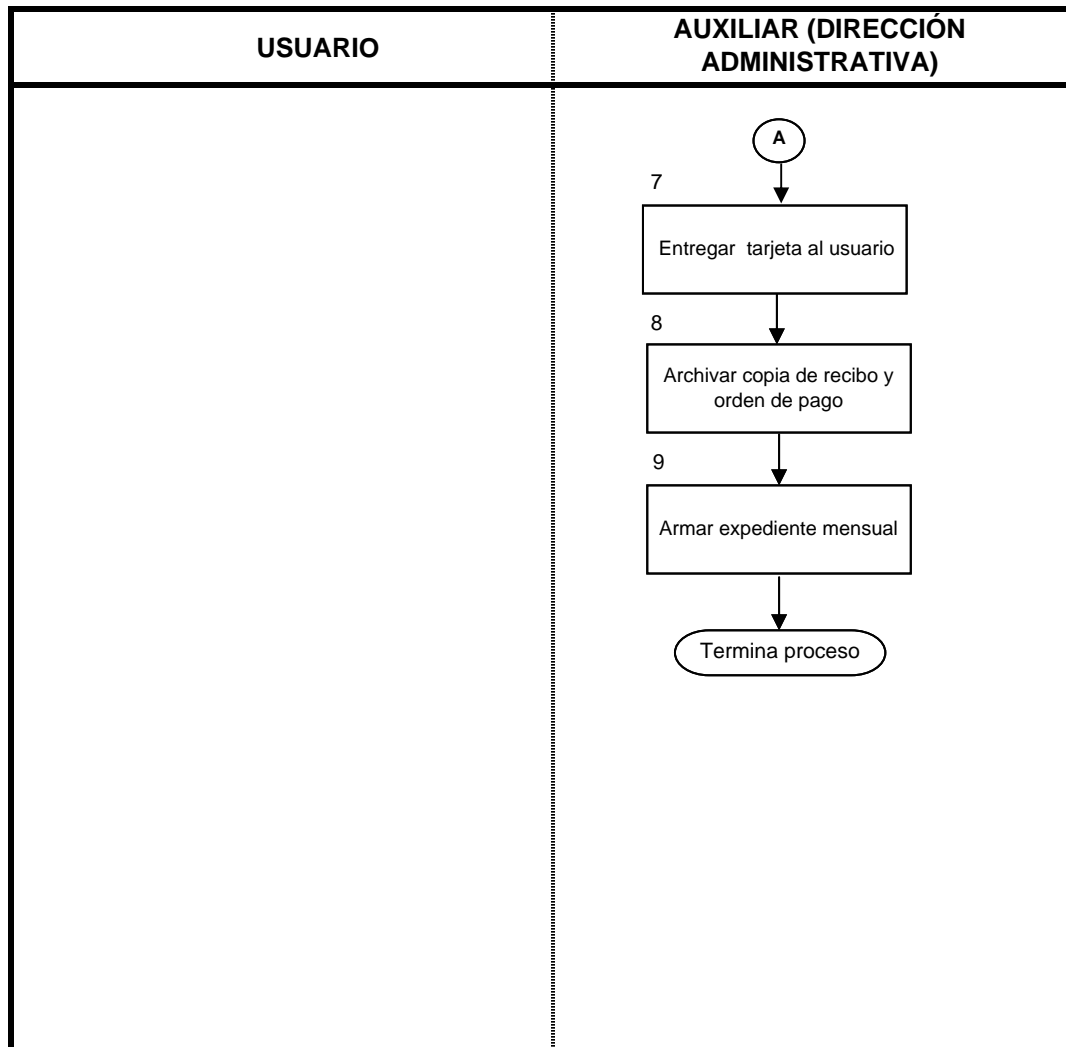 USUARIO
AUXILIAR (DIRECCIÓN
ADMINISTRATIVA)
A
7
Entregar tarjeta al usuario
8
Archivar copia de recibo y
orden de pago
9
Armar expediente mensual
Termina proceso